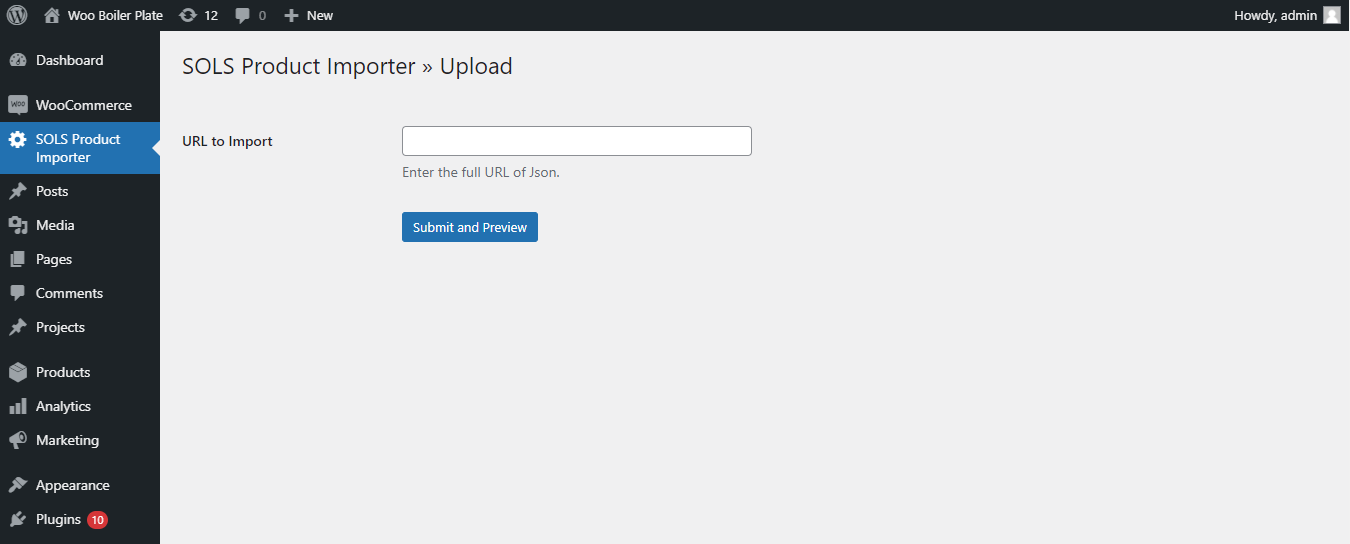 Woo Boiler Plate 12 0 New Howdy, admin
Dashboard
WOO WooCommerce
SOLS Product
Importer
Posts
Media
Pages
Comments
Projects
Products
Analytics
Marketing
Appearance
Plugins 10
SOLS Product Importer » Upload
URL to Import
Enter the full URL of Json.
Submit and Preview